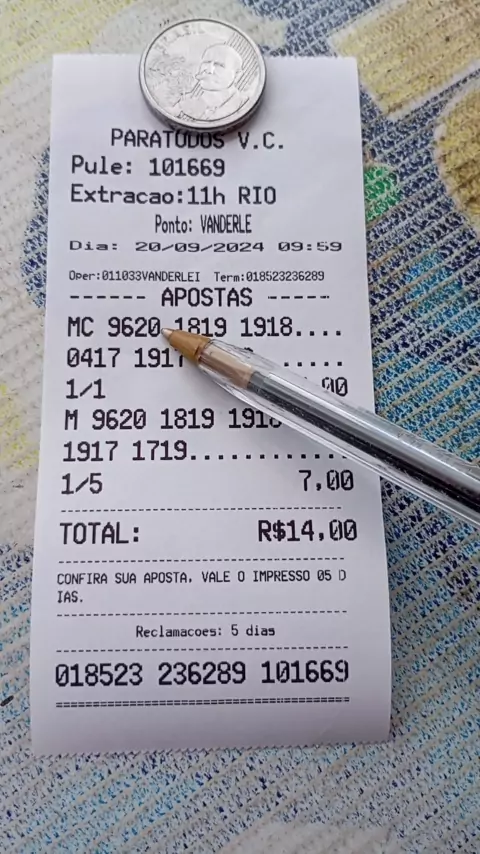 PARATODOS V.C.
Pule: 101669
Extracao:11h RIO
Ponto: VANDERLE
Dia: 20/09/2024 09:59
Oper:011033VANDERLEI Term:018523236289
------ APOSTAS ------
MC 9620 1819 1918....
0417 1917 ......
1/1 00
M 9620 1819 1918
1917 1719............
1/5 7,00
TOTAL: R$14,00
CONFIRA SUA APOSTA. VALE O IMPRESSO 05 D
IAS.
Reclamacoes: 5 dias
018523 236289 101669